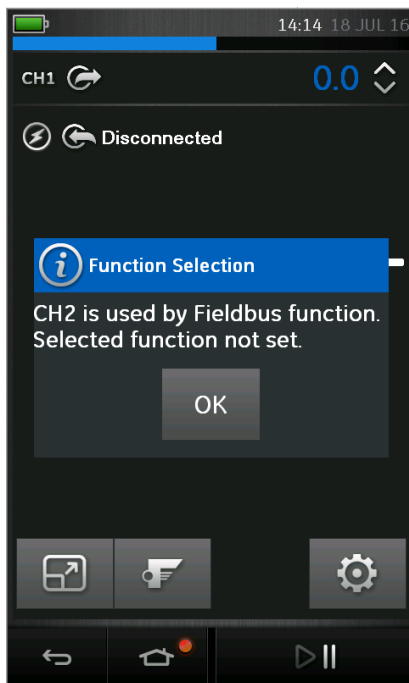 14:14 18 JUL 16
CH1 0.0
Disconnected
Function Selection
CH2 is used by Fieldbus function.
Selected function not set.
OK